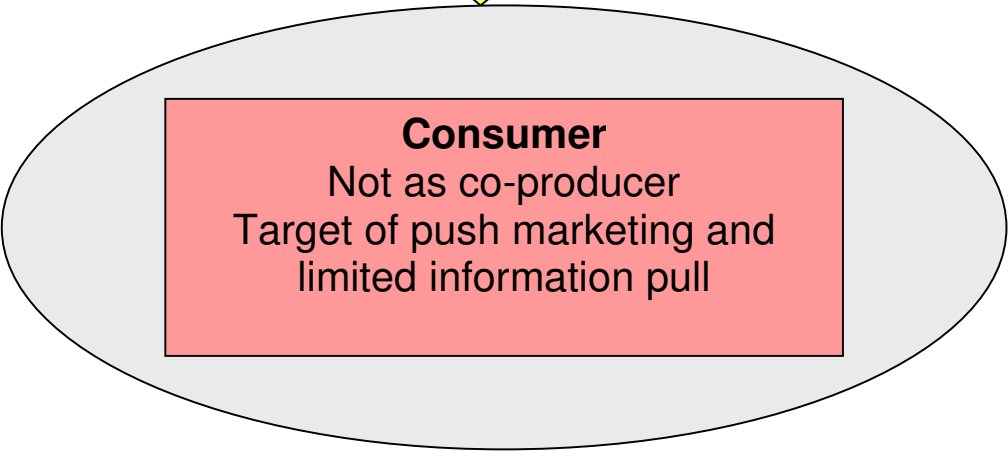 Consumer
Not as co-producer
Target of push marketing and
limited information pull